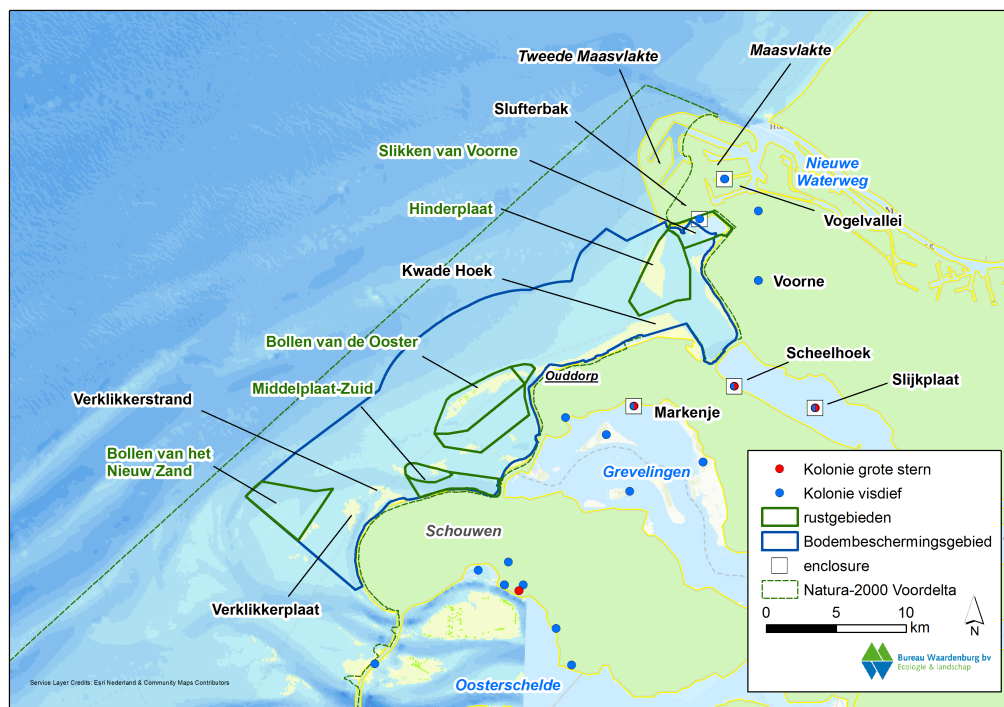 Tweede Maasvlakte
Maasvlakte
Slufterbak
Slikken van Voorne
Nieuwe
Waterweg
Hinderplaat
Vogelvallei
Kwade Hoek
Voorne
Bollen van de Ooster
Scheelhoek
Middelplaat-Zuid
Ouddorp
Slijkplaat
Verklikkerstrand
Markenje
Bollen van het
Nieuw Zand
Grevelingen
Schouwen
Verklikkerplaat
Oosterschelde
Kolonie grote stern
Kolonie visdief
rustgebieden
Bodembeschermingsgebied
enclosure
Natura-2000 Voordelta
0 5 10
km
N
Bureau Waardenburg bv
Ecologie & landschap
Service Layer Credits: Esri Nederland & Community Maps Contributors